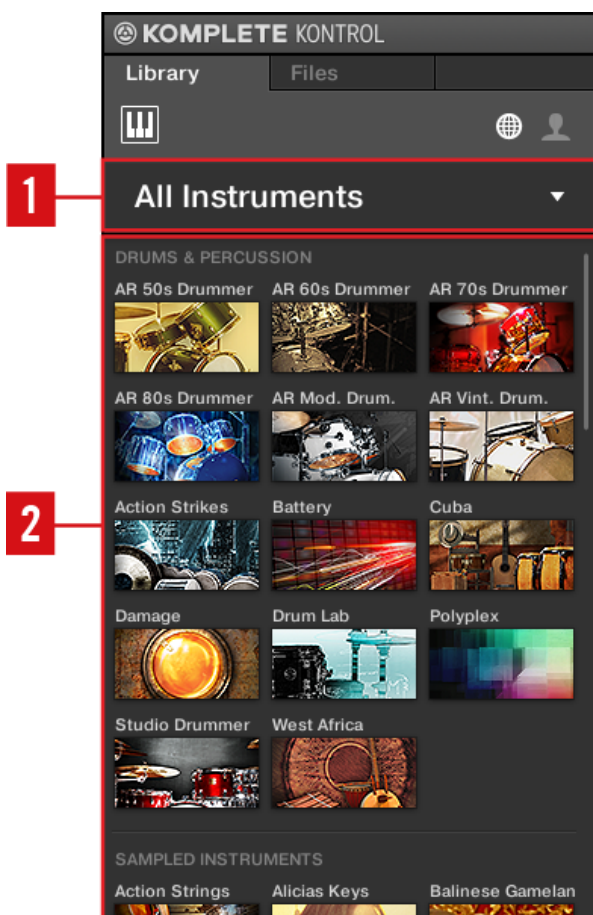 KOMPLETE KONTROL
Library Files
1
All Instruments
DRUMS & PERCUSSION
AR 50s Drummer AR 60s Drummer AR 70s Drummer
AR 80s Drummer AR Mod. Drum. AR Vint. Drum.
2
Action Strikes Battery Cuba
Damage Drum Lab Polyplex
Studio Drummer West Africa
SAMPLED INSTRUMENTS
Action Strings Alicias Keys Balinese Gamelan